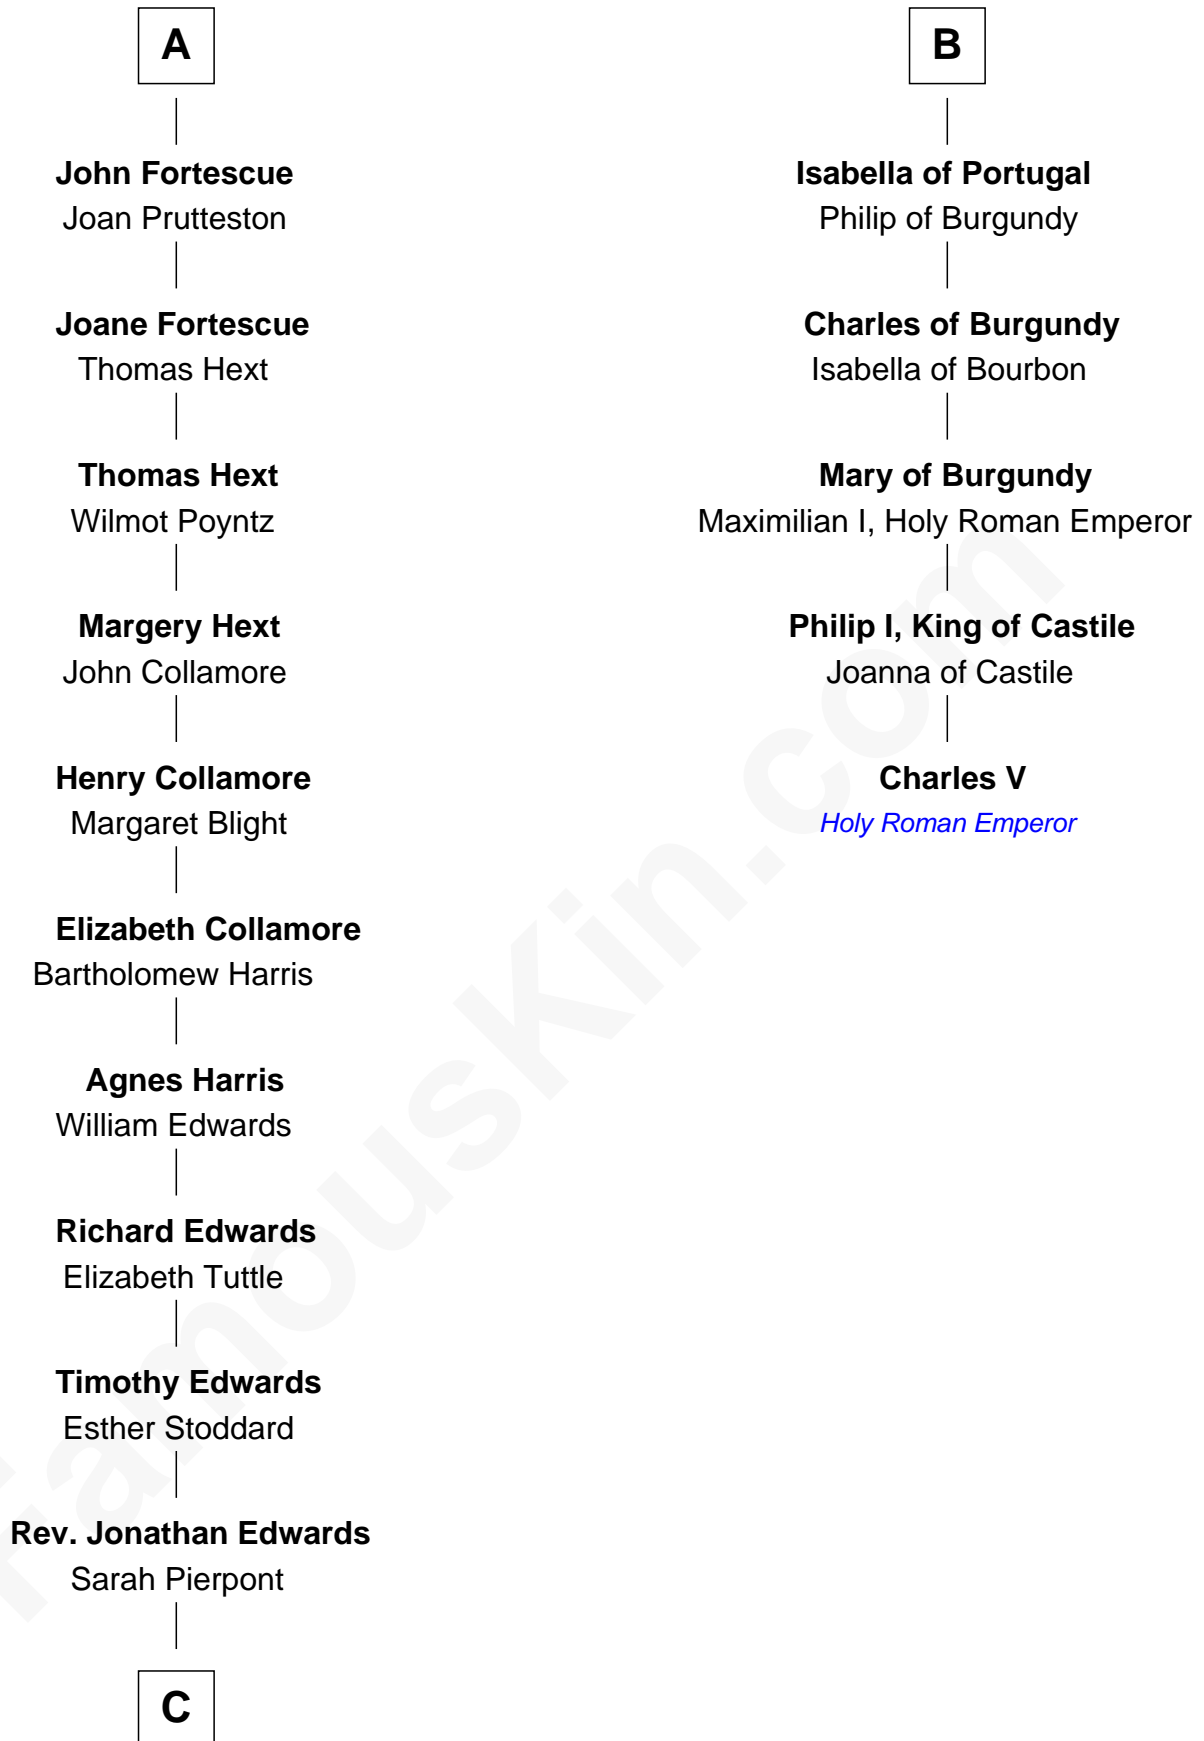 A
John Fortescue
Joan Prutteston
Joane Fortescue
Thomas Hext
Thomas Hext
Wilmot Poyntz
Margery Hext
John Collamore
Henry Collamore
Margaret Blight
Elizabeth Collamore
Bartholomew Harris
Agnes Harris
William Edwards
Richard Edwards
Elizabeth Tuttle
Timothy Edwards
Esther Stoddard
Rev. Jonathan Edwards
Sarah Pierpont
C
B
Isabella of Portugal
Philip of Burgundy
Charles of Burgundy
Isabella of Bourbon
Mary of Burgundy
Maximilian I, Holy Roman Emperor
Philip I, King of Castile
Joanna of Castile
Charles V
Holy Roman Emperor
FamousKin.com